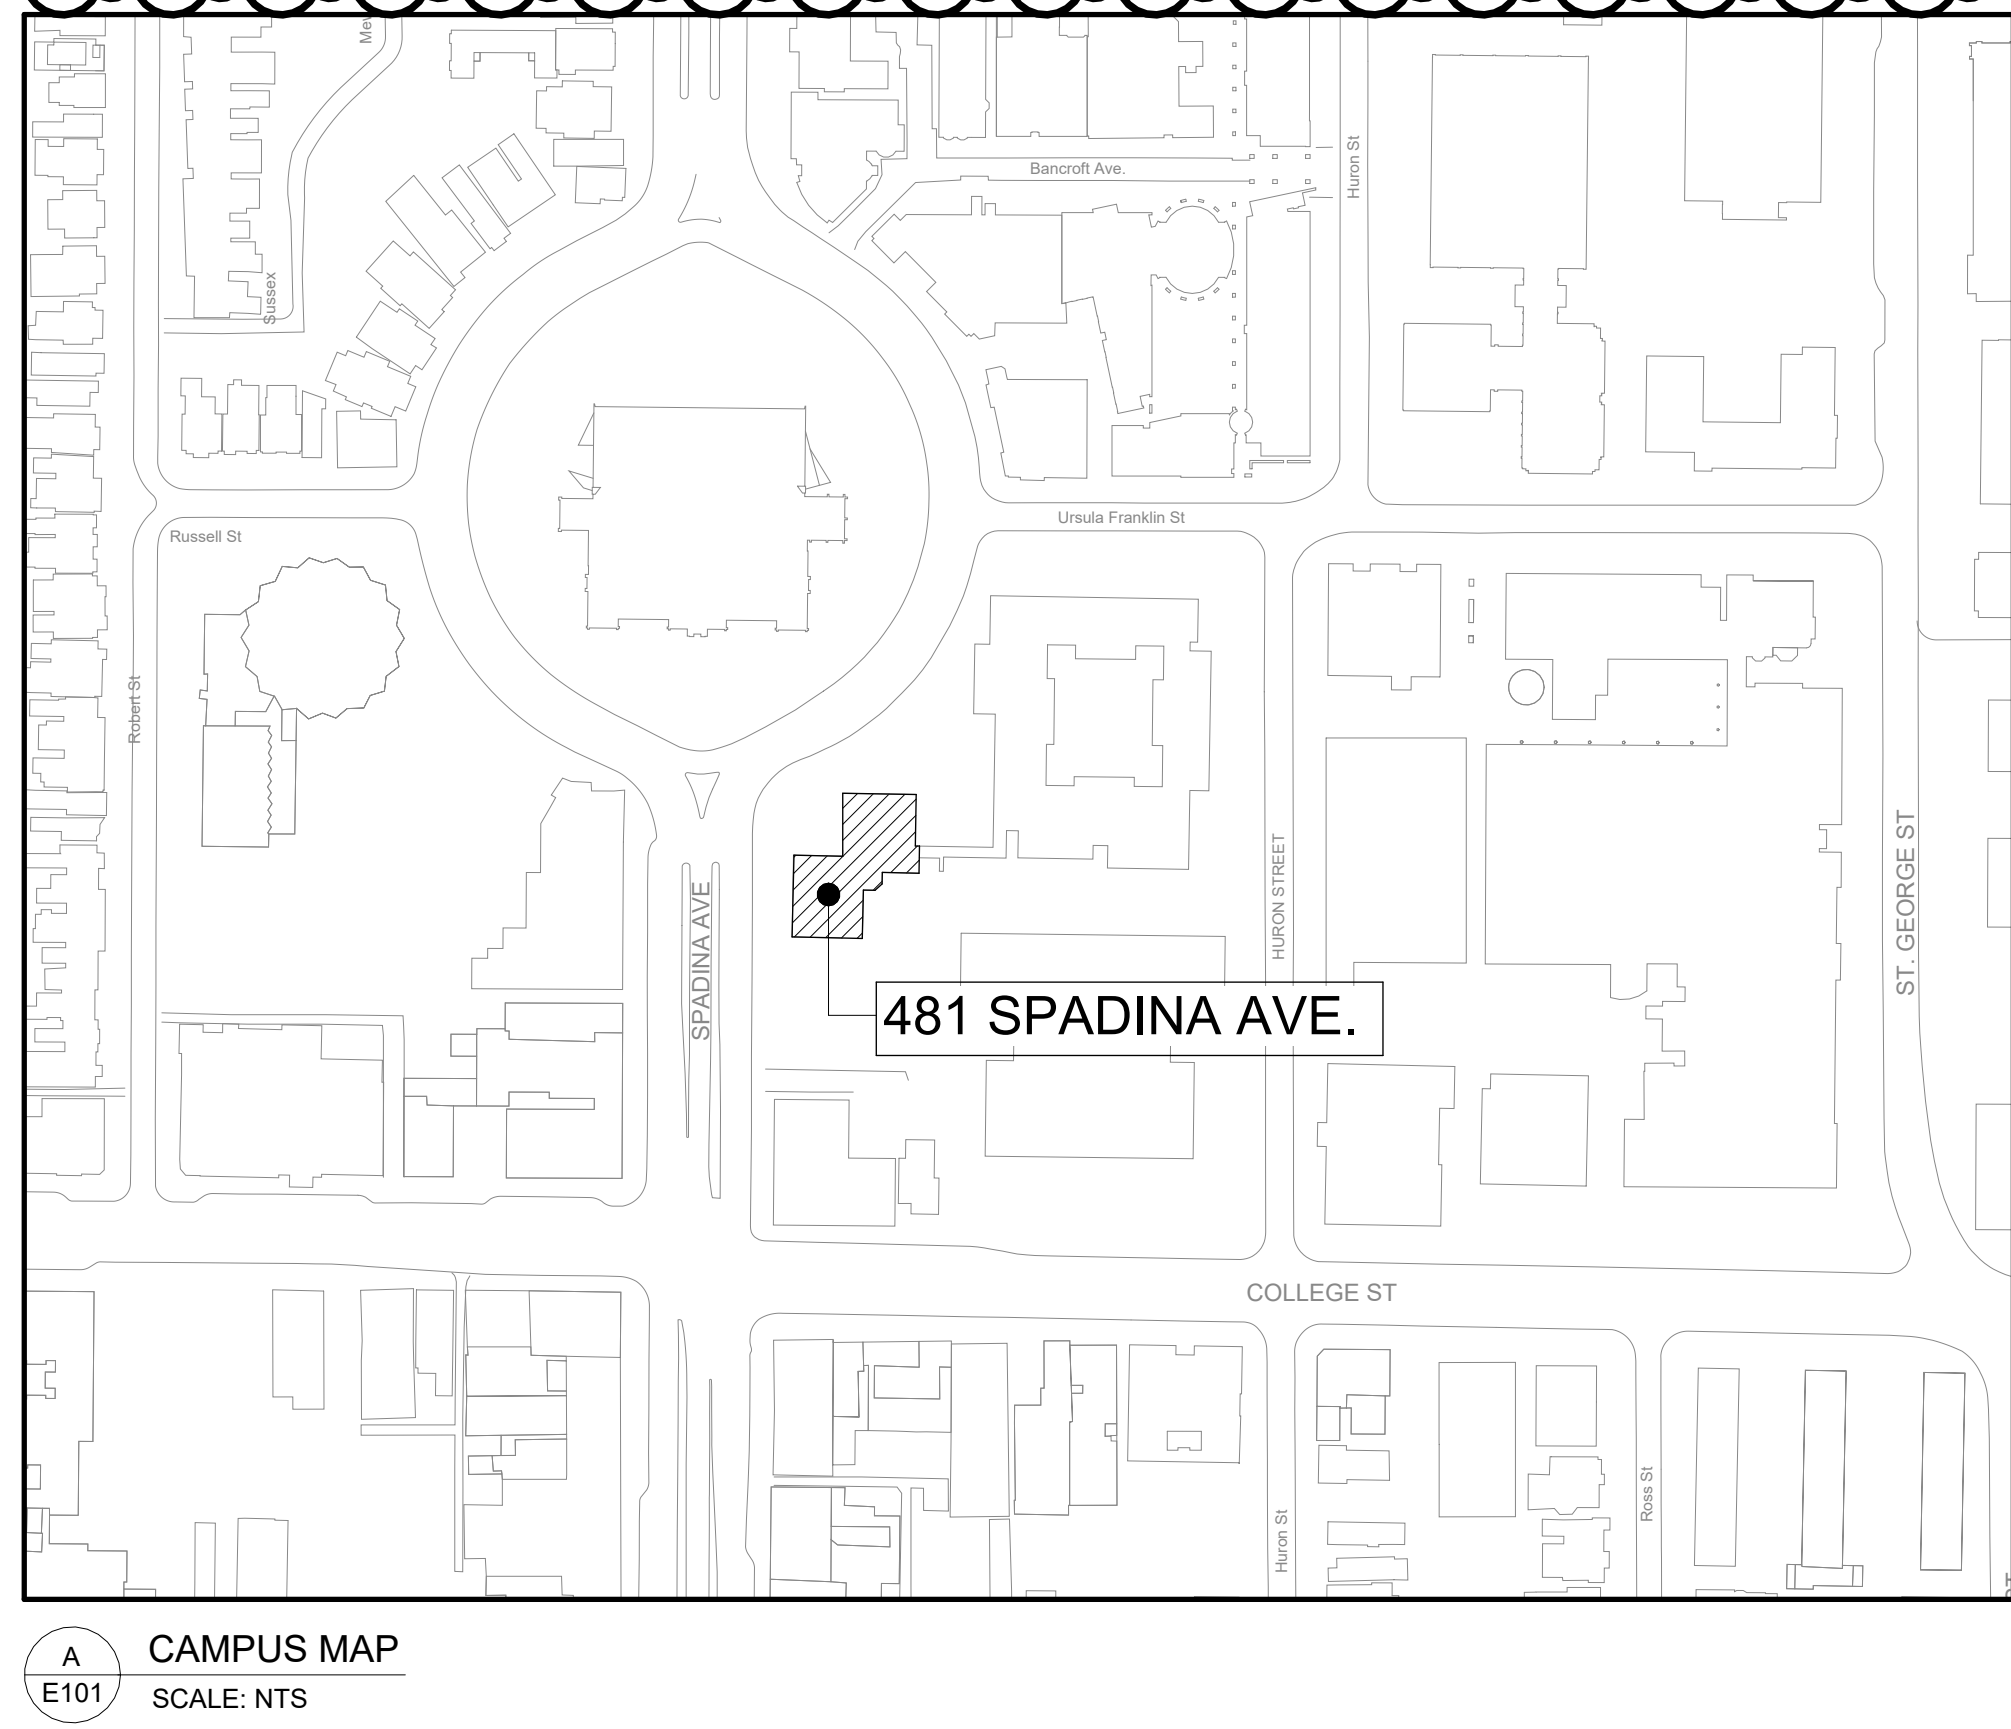 Bancroft Ave.
Huron St
Sussex
Russell St
Ursula Franklin St
Robert St
SPADINA AVE
HURON STREET
ST. GEORGE ST
481 SPADINA AVE.
COLLEGE ST
Huron St
Ross St
A
E101
CAMPUS MAP
SCALE: NTS